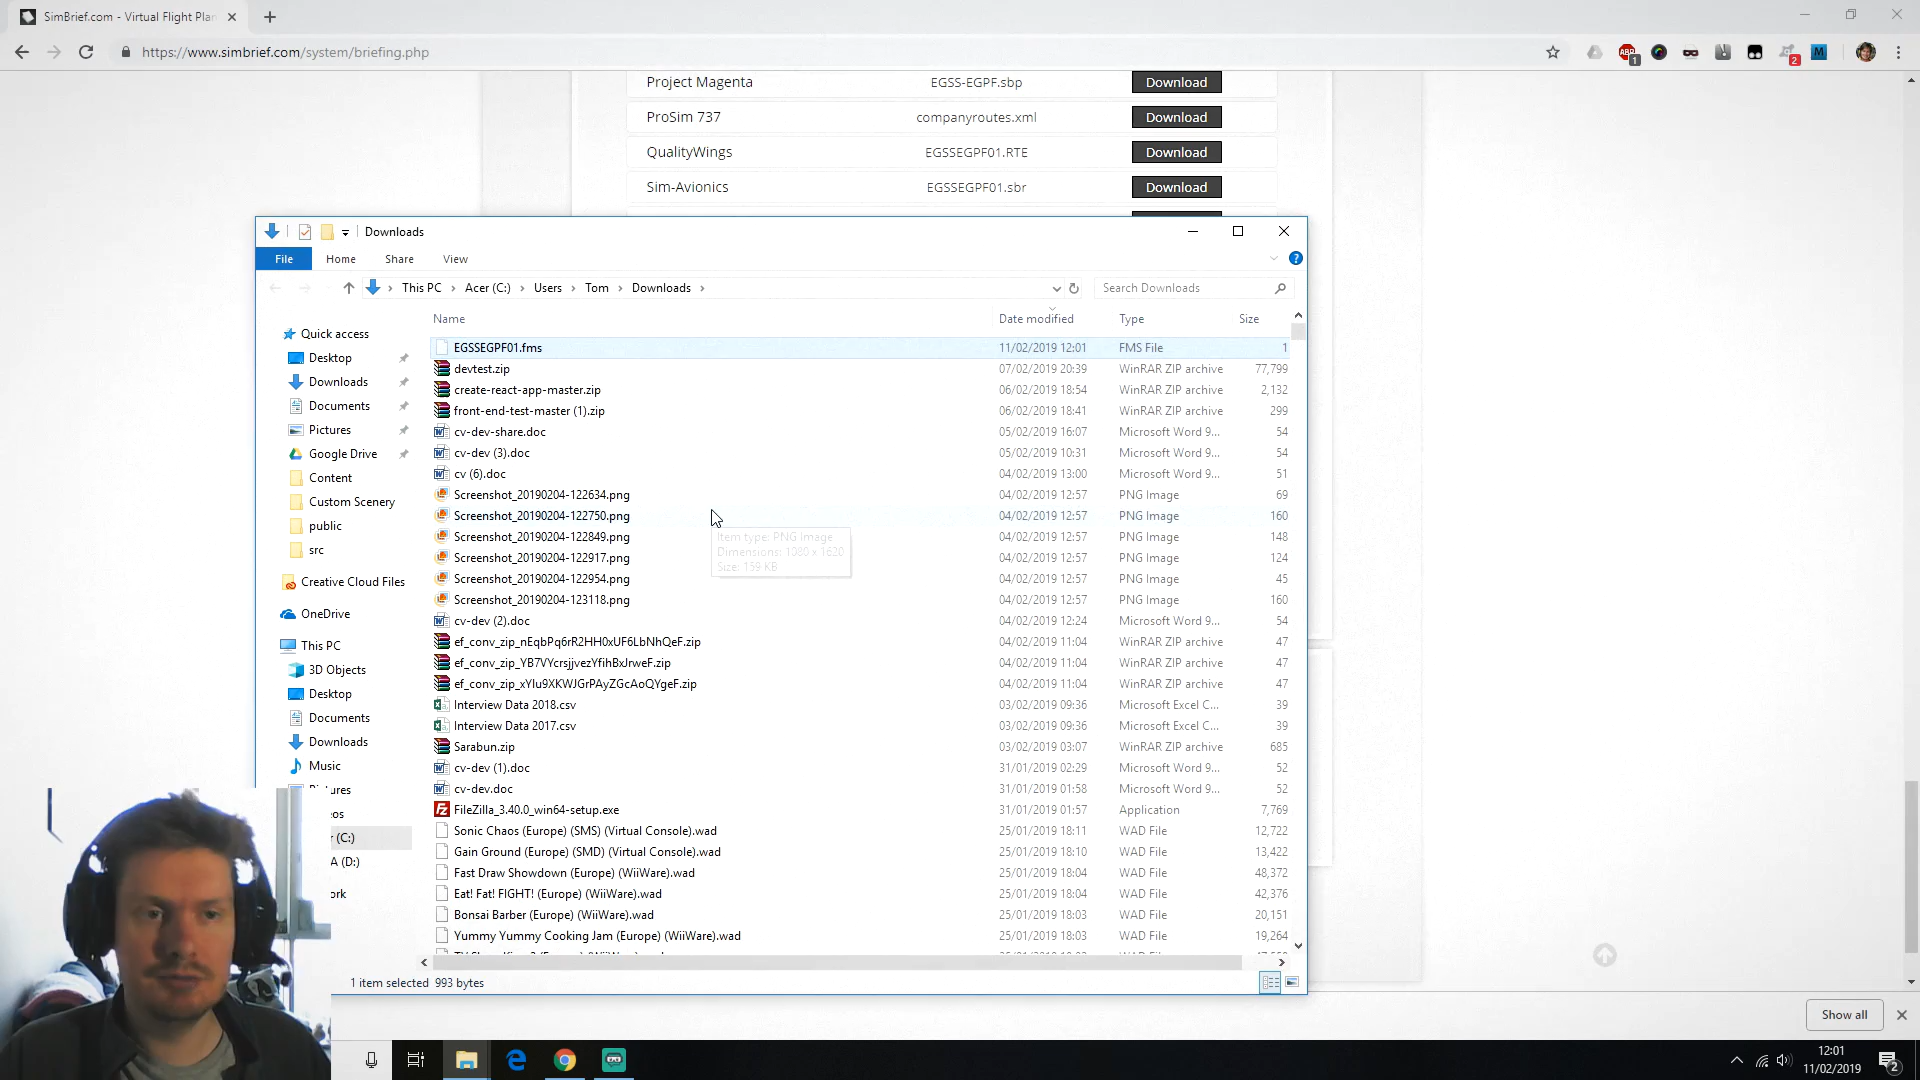 SimBrief.com - Virtual Flight Plan
https://www.simbrief.com/system/briefing.php
1
2
M
Project Magenta EGSS-EGPF.sbp Download
ProSim 737 companyroutes.xml Download
QualityWings EGSSEGPF01.RTE Download
Sim-Avionics EGSSEGPF01.sbr Download
Downloads
File Home Share View
This PC > Acer (C:) > Users > Tom > Downloads >
Search Downloads
Name Date modified Type Size
Quick access
Desktop
Downloads
Documents
Pictures
Google Drive
Content
Custom Scenery
public
src
Creative Cloud Files
OneDrive
This PC
3D Objects
Desktop
Documents
Downloads
Music
Pictures
eos
r (C:)
A (D:)
ork
EGSSEGPF01.fms 11/02/2019 12:01 FMS File 1
devtest.zip 07/02/2019 20:39 WinRAR ZIP archive 77,799
create-react-app-master.zip 06/02/2019 18:54 WinRAR ZIP archive 2,132
front-end-test-master (1).zip 06/02/2019 18:41 WinRAR ZIP archive 299
cv-dev-share.doc 05/02/2019 16:07 Microsoft Word 9... 54
cv-dev (3).doc 05/02/2019 10:31 Microsoft Word 9... 54
cv (6).doc 04/02/2019 13:00 Microsoft Word 9... 51
Screenshot_20190204-122634.png 04/02/2019 12:57 PNG Image 69
Screenshot_20190204-122750.png 04/02/2019 12:57 PNG Image 160
Screenshot_20190204-122849.png 04/02/2019 12:57 PNG Image 148
Screenshot_20190204-122917.png 04/02/2019 12:57 PNG Image 124
Screenshot_20190204-122954.png 04/02/2019 12:57 PNG Image 45
Screenshot_20190204-123118.png 04/02/2019 12:57 PNG Image 160
Item type: PNG Image
Dimensions: 1080 x 1620
Size: 159 KB
cv-dev (2).doc 04/02/2019 12:24 Microsoft Word 9... 54
ef_conv_zip_nEqbPq6rR2HH0xUF6LbNhQeF.zip 04/02/2019 11:04 WinRAR ZIP archive 47
ef_conv_zip_YB7VYcrsjjvezYfihBxJrweF.zip 04/02/2019 11:04 WinRAR ZIP archive 47
ef_conv_zip_xYIu9XKWJGrPAyZGcAoQYgeF.zip 04/02/2019 11:04 WinRAR ZIP archive 47
Interview Data 2018.csv 03/02/2019 09:36 Microsoft Excel C... 39
Interview Data 2017.csv 03/02/2019 09:36 Microsoft Excel C... 39
Sarabun.zip 03/02/2019 03:07 WinRAR ZIP archive 685
cv-dev (1).doc 31/01/2019 02:29 Microsoft Word 9... 52
cv-dev.doc 31/01/2019 01:58 Microsoft Word 9... 52
FileZilla_3.40.0_win64-setup.exe 31/01/2019 01:57 Application 7,769
Sonic Chaos (Europe) (SMS) (Virtual Console).wad 25/01/2019 18:11 WAD File 12,722
Gain Ground (Europe) (SMD) (Virtual Console).wad 25/01/2019 18:10 WAD File 13,422
Fast Draw Showdown (Europe) (WiiWare).wad 25/01/2019 18:04 WAD File 48,372
Eat! Fat! FIGHT! (Europe) (WiiWare).wad 25/01/2019 18:04 WAD File 42,376
Bonsai Barber (Europe) (WiiWare).wad 25/01/2019 18:03 WAD File 20,151
Yummy Yummy Cooking Jam (Europe) (WiiWare).wad 25/01/2019 18:03 WAD File 19,264
1 item selected 993 bytes
Show all
12:01
11/02/2019
2